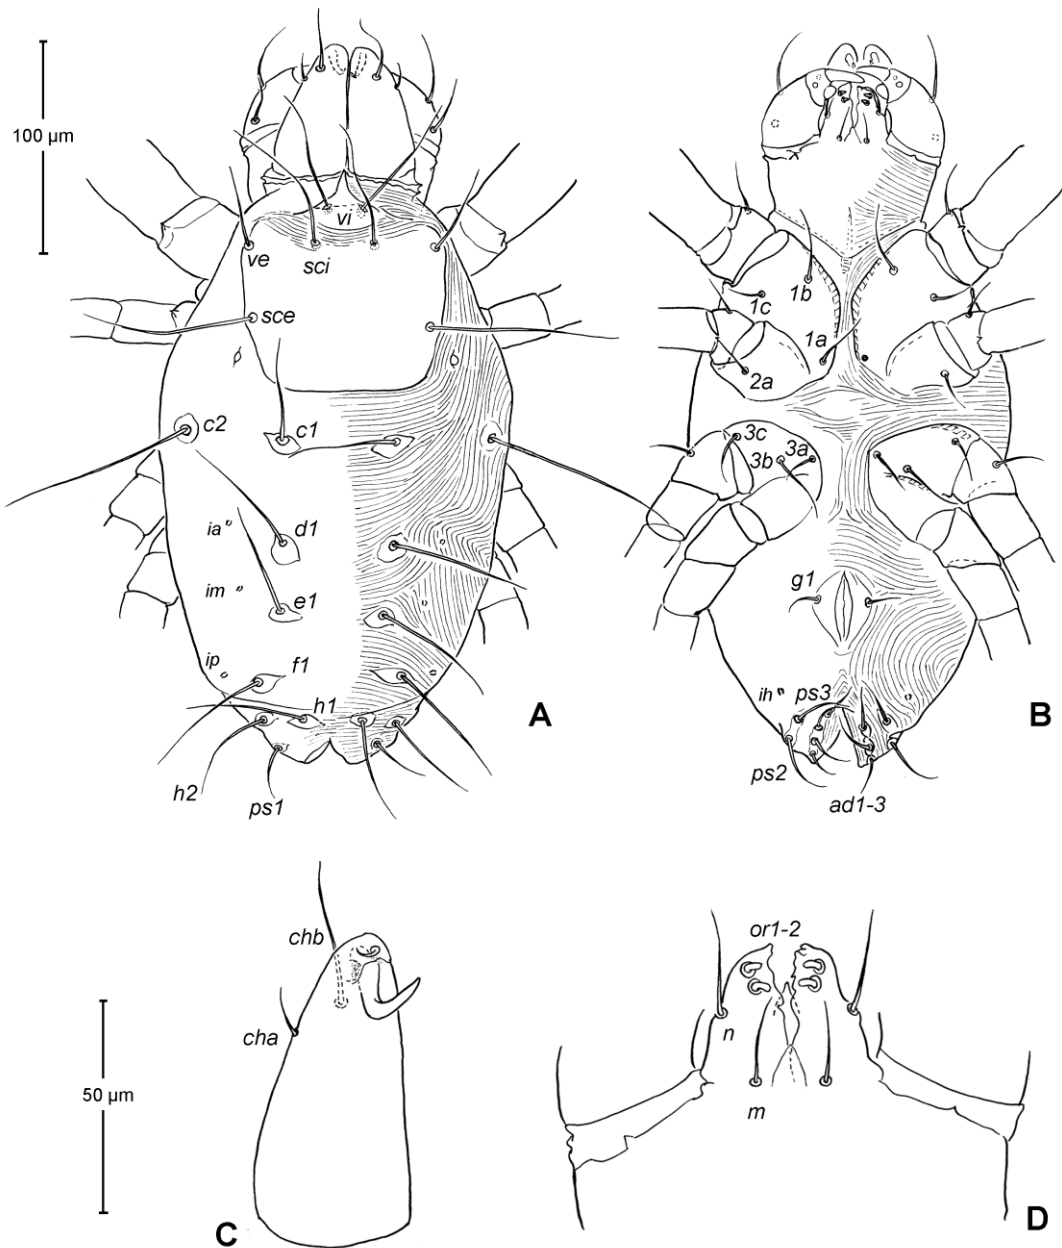 100 µm
vi
ve
sci
sce
c2
c1
ia
d1
im
e1
ip
f1
h1
h2
ps1
A
1b
1c
1a
2a
3c
3a
3b
g1
ih
ps3
ps2
ad1-3
B
50 µm
chb
cha
C
or1-2
n
m
D